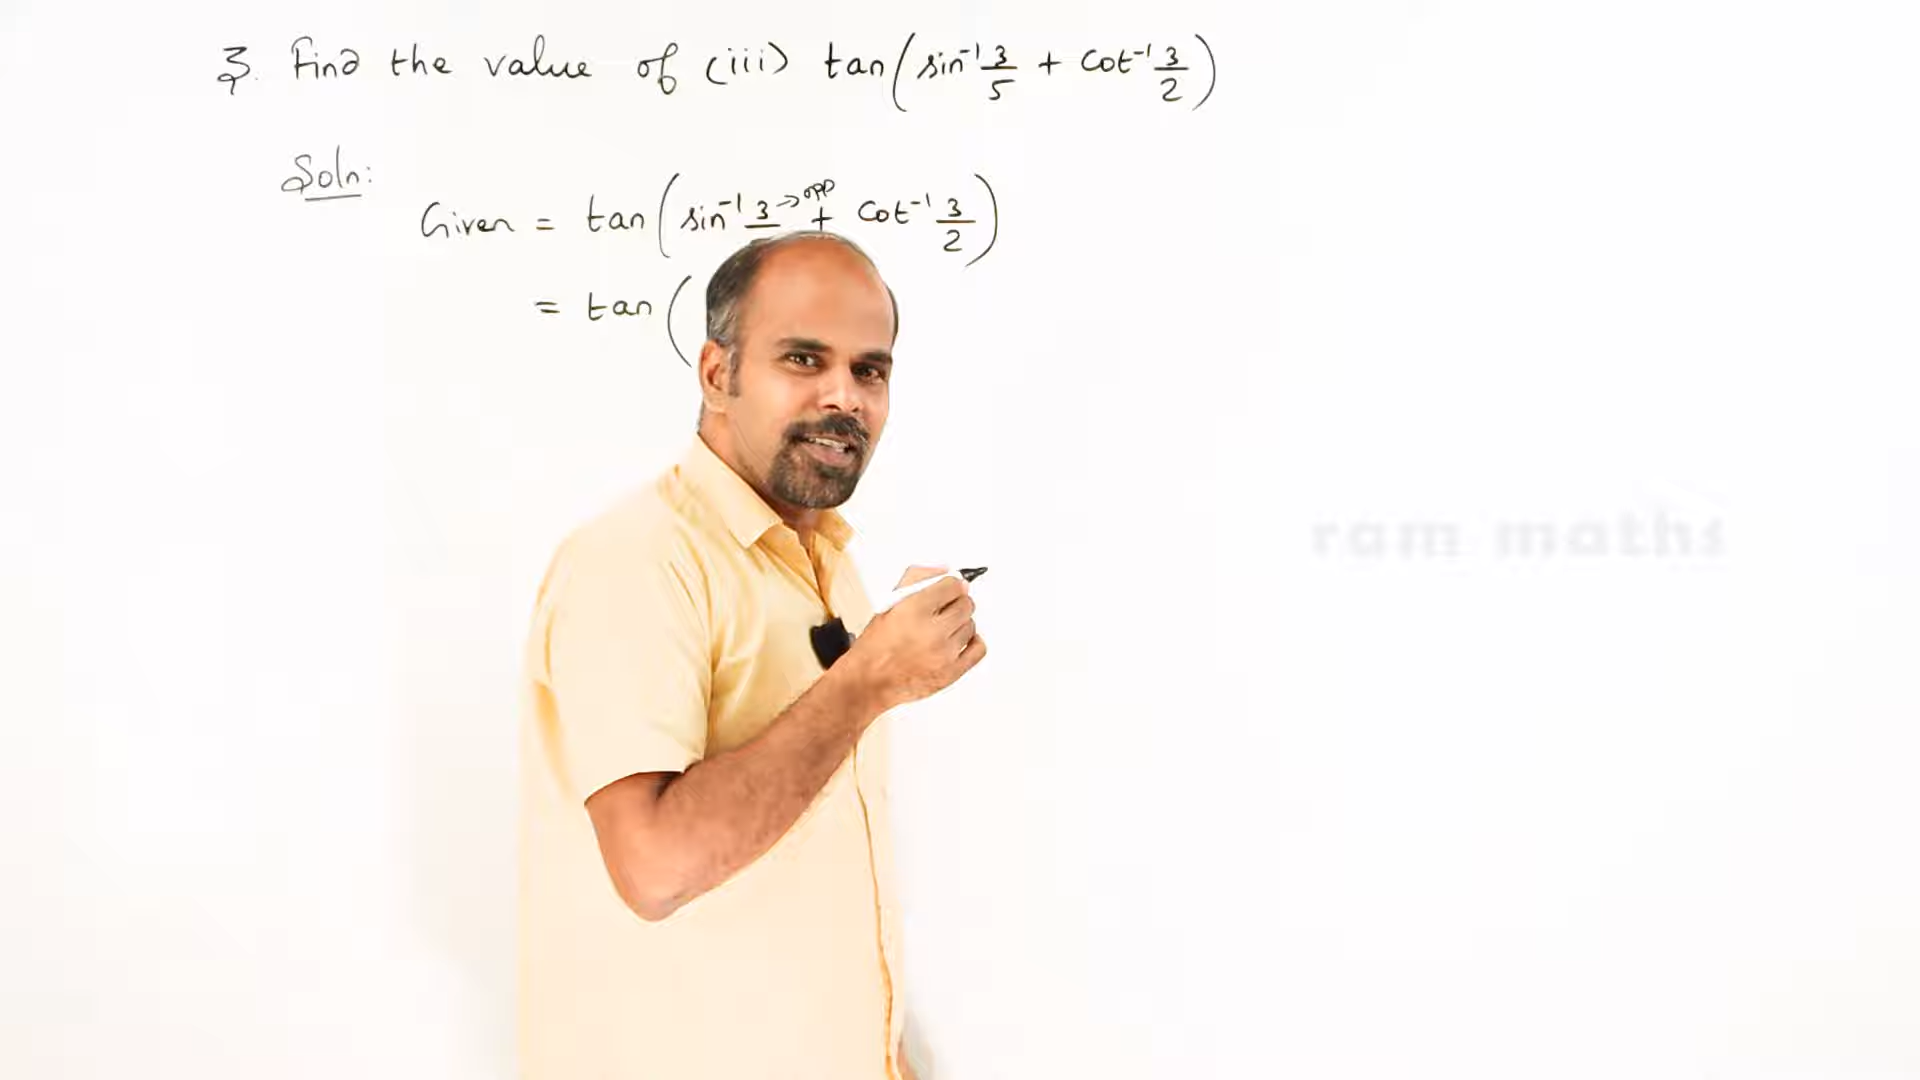 3. Find the value of (iii) tan(sin⁻¹ 3/5 + cot⁻¹ 3/2)
Soln:
Given = tan(sin⁻¹ 3 → opp + cot⁻¹ 3/2)
= tan(
ram maths